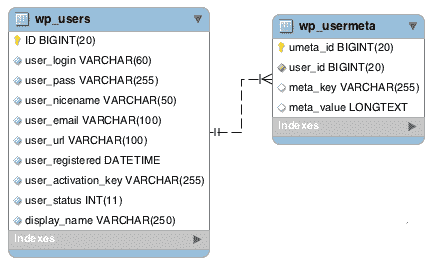 wp_users
ID BIGINT(20)
user_login VARCHAR(60)
user_pass VARCHAR(255)
user_nicename VARCHAR(50)
user_email VARCHAR(100)
user_url VARCHAR(100)
user_registered DATETIME
user_activation_key VARCHAR(255)
user_status INT(11)
display_name VARCHAR(250)
Indexes
wp_usermeta
umeta_id BIGINT(20)
user_id BIGINT(20)
meta_key VARCHAR(255)
meta_value LONGTEXT
Indexes